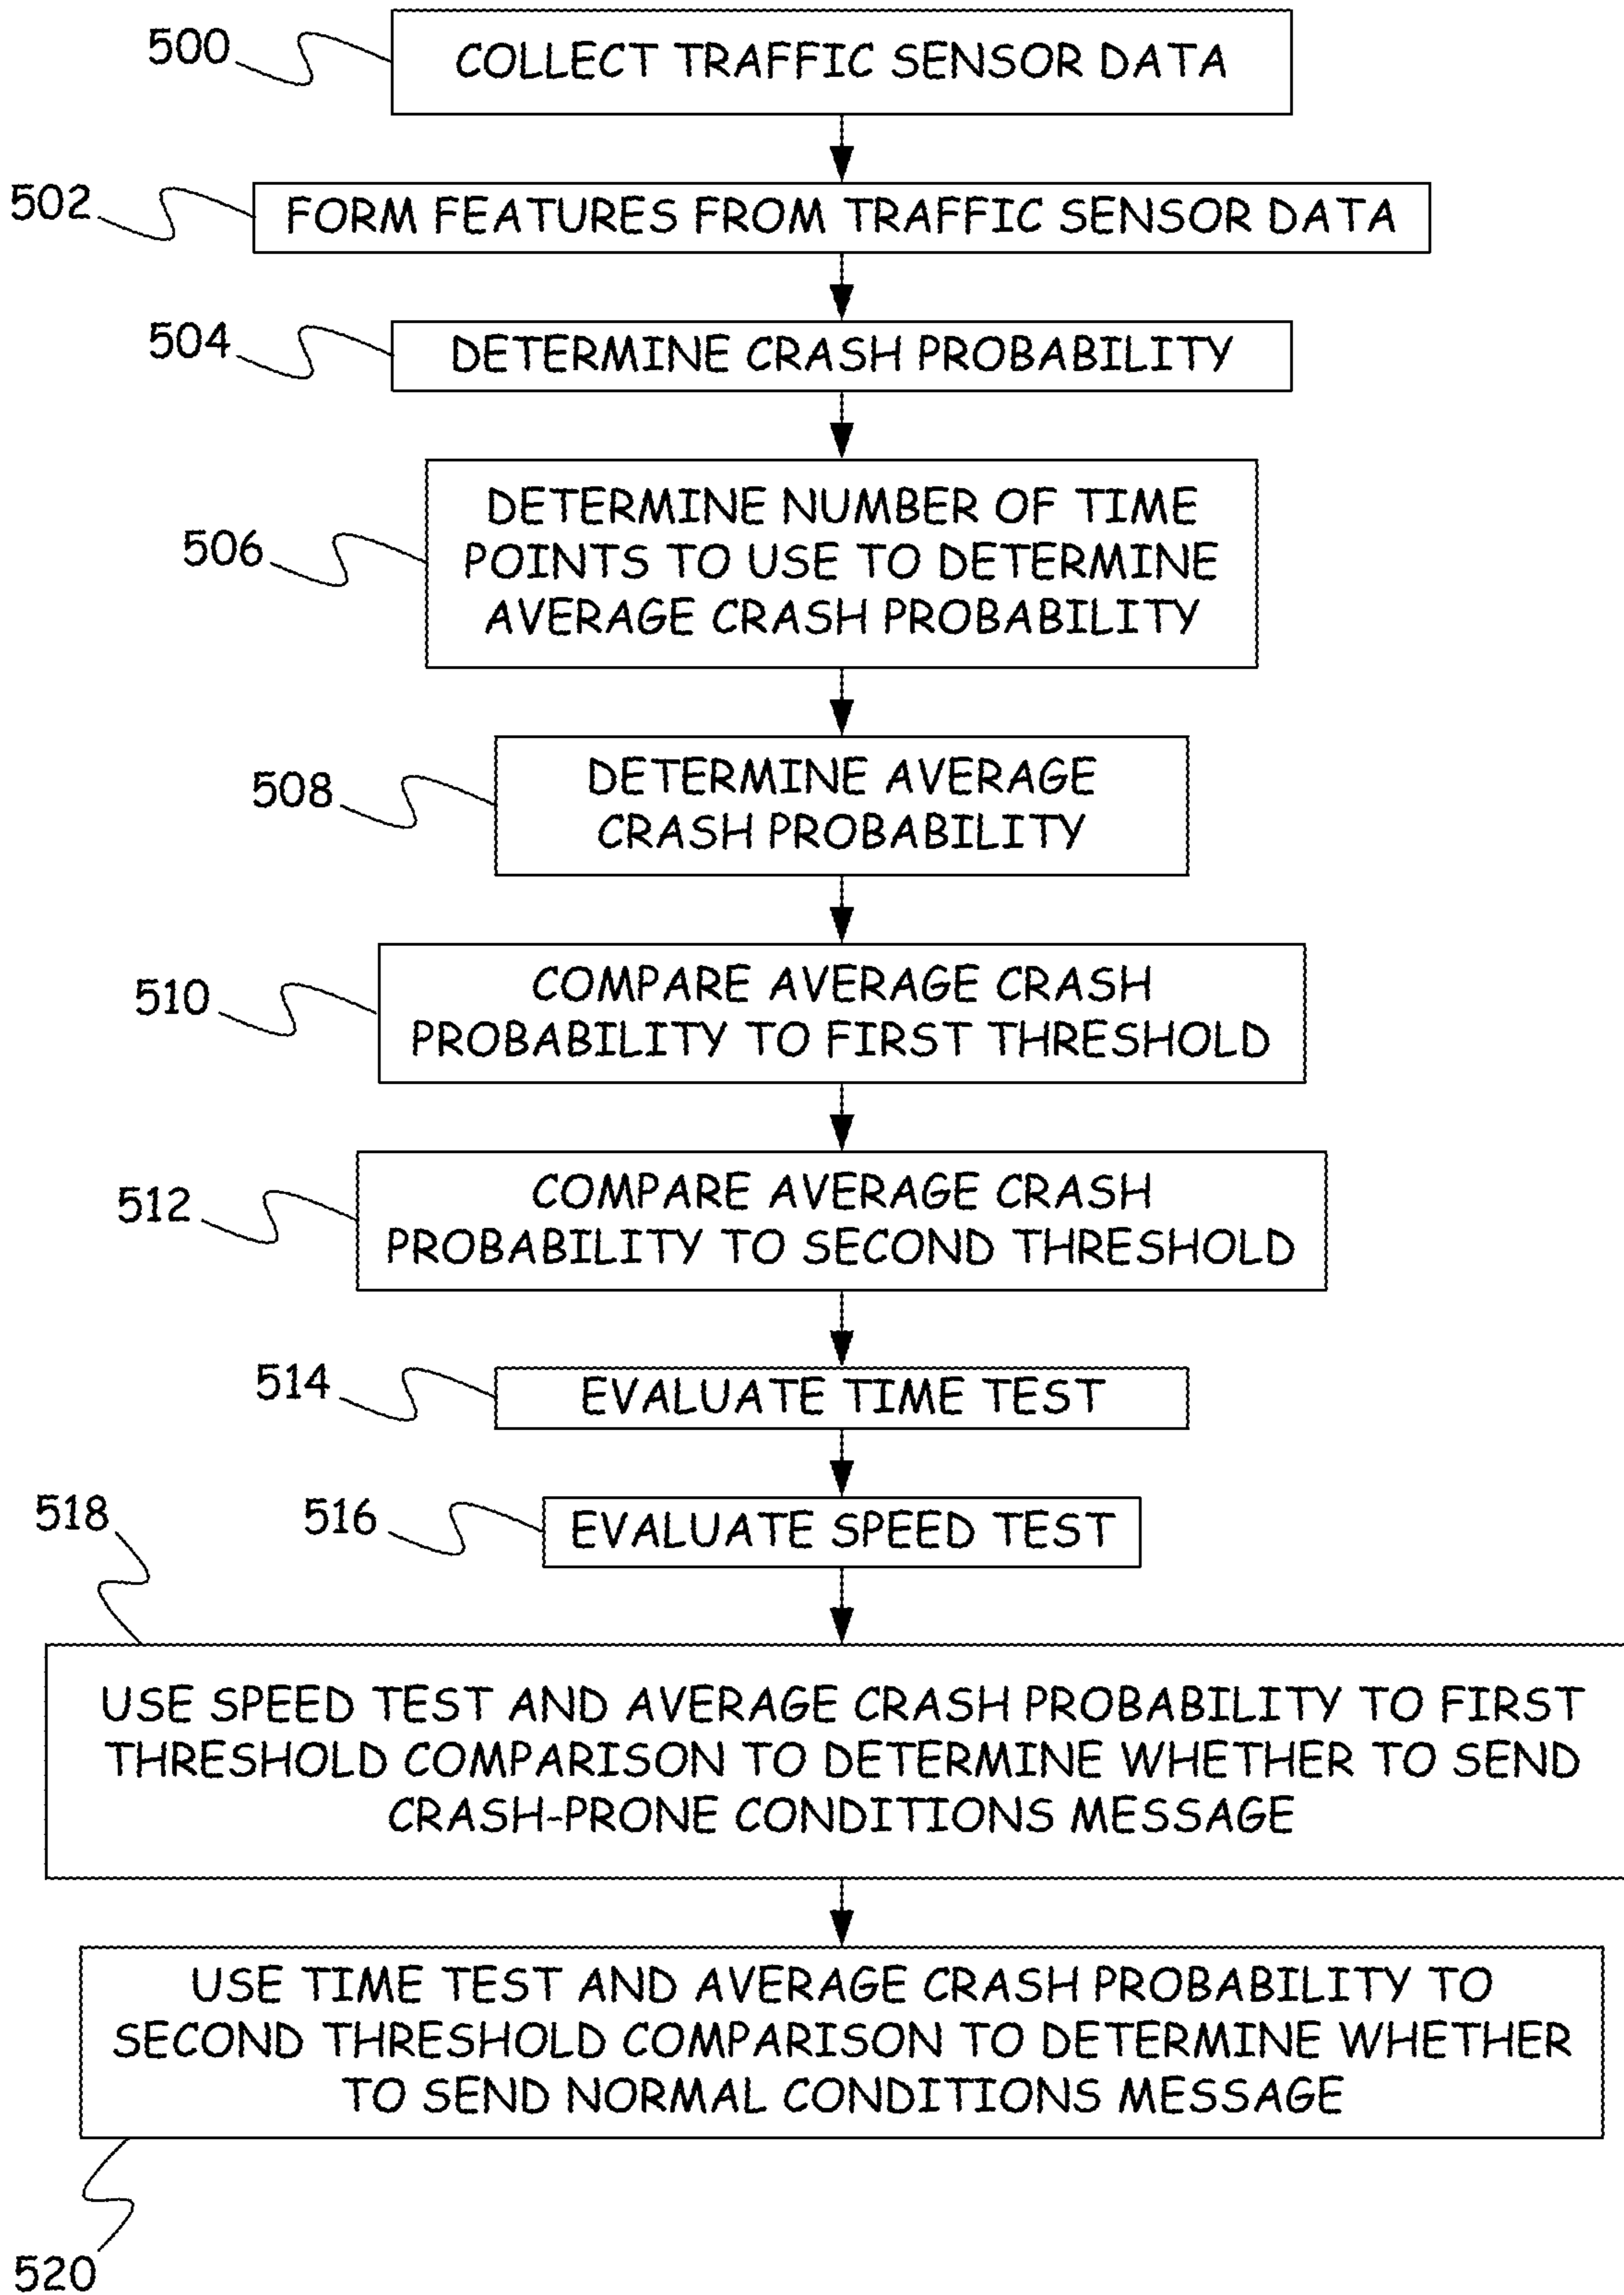 500
COLLECT TRAFFIC SENSOR DATA
502
FORM FEATURES FROM TRAFFIC SENSOR DATA
504
DETERMINE CRASH PROBABILITY
506
DETERMINE NUMBER OF TIME
POINTS TO USE TO DETERMINE
AVERAGE CRASH PROBABILITY
508
DETERMINE AVERAGE
CRASH PROBABILITY
510
COMPARE AVERAGE CRASH
PROBABILITY TO FIRST THRESHOLD
512
COMPARE AVERAGE CRASH
PROBABILITY TO SECOND THRESHOLD
514
EVALUATE TIME TEST
516
EVALUATE SPEED TEST
518
USE SPEED TEST AND AVERAGE CRASH PROBABILITY TO FIRST
THRESHOLD COMPARISON TO DETERMINE WHETHER TO SEND
CRASH-PRONE CONDITIONS MESSAGE
USE TIME TEST AND AVERAGE CRASH PROBABILITY TO
SECOND THRESHOLD COMPARISON TO DETERMINE WHETHER
TO SEND NORMAL CONDITIONS MESSAGE
520